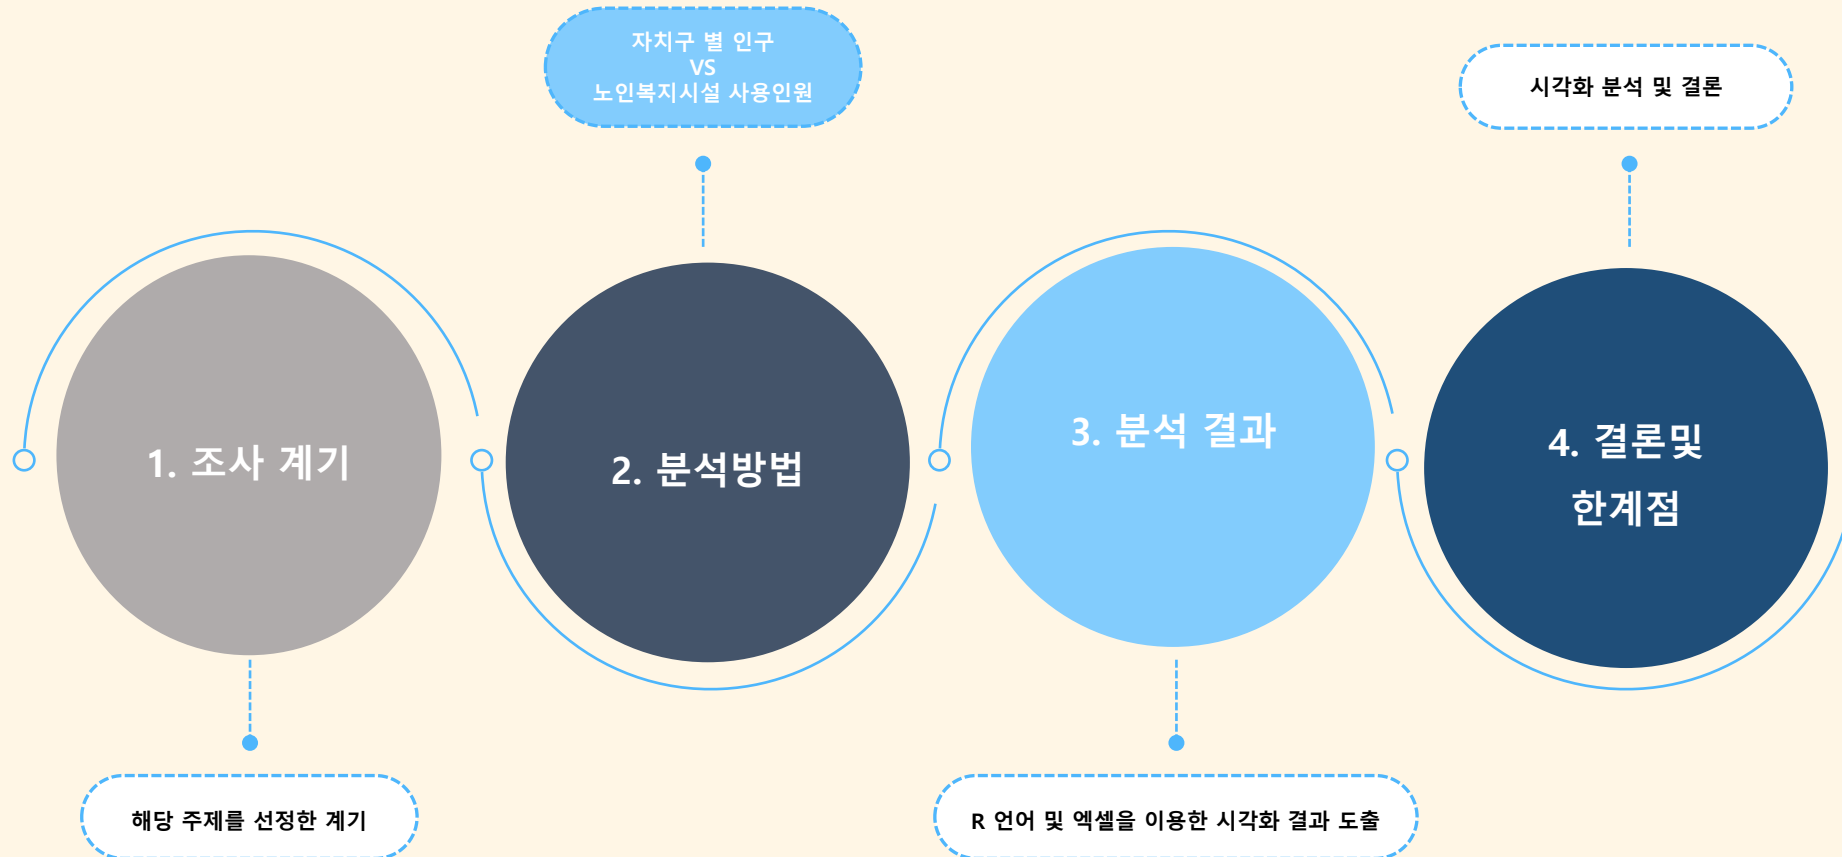 자치구 별 인구
VS
노인복지시설 사용인원
시각화 분석 및 결론
1. 조사 계기
2. 분석방법
3. 분석 결과
4. 결론및
한계점
해당 주제를 선정한 계기
R 언어 및 엑셀을 이용한 시각화 결과 도출